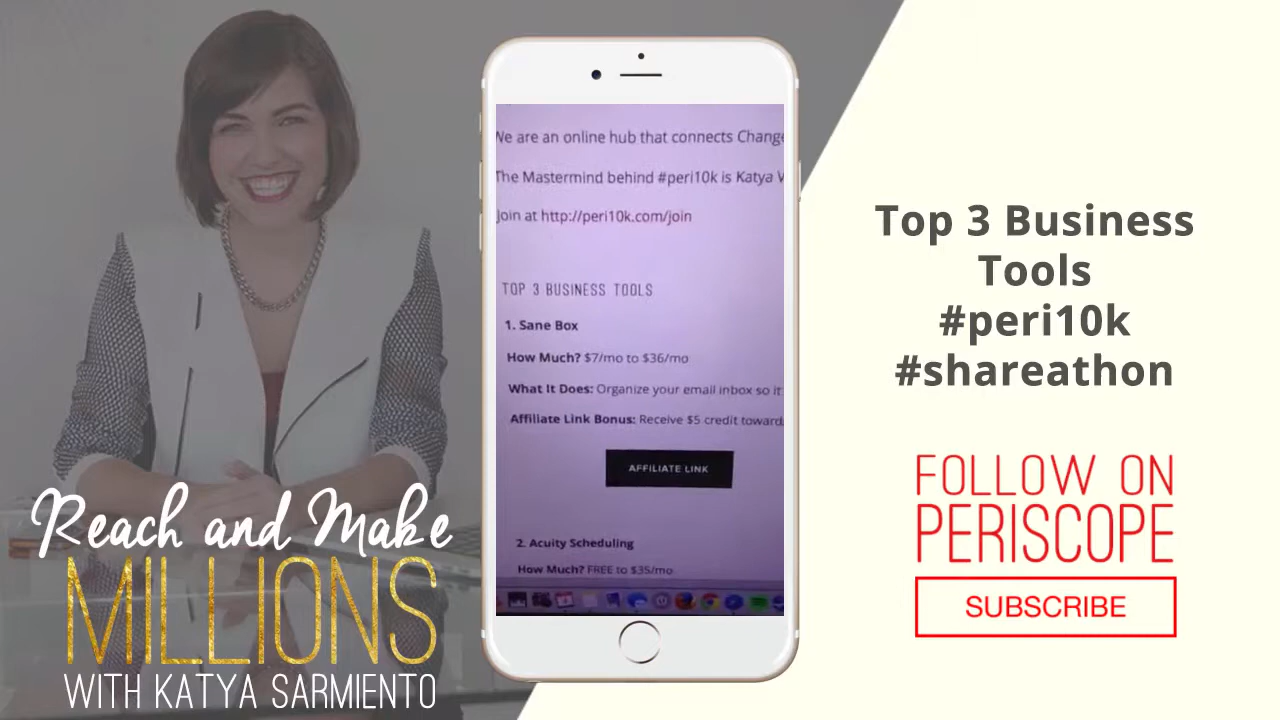 Reach and Make
MILLIONS
WITH KATYA SARMIENTO
We are an online hub that connects Change
The Mastermind behind #peri10k is Katya
Join at http://peri10k.com/join
TOP 3 BUSINESS TOOLS
1. Sane Box
How Much? $7/mo to $36/mo
What It Does: Organize your email inbox so it
Affiliate Link Bonus: Receive $5 credit toward
AFFILIATE LINK
2. Acuity Scheduling
How Much? FREE to $35/mo
Top 3 Business
Tools
#peri10k
#shareathon
FOLLOW ON
PERISCOPE
SUBSCRIBE